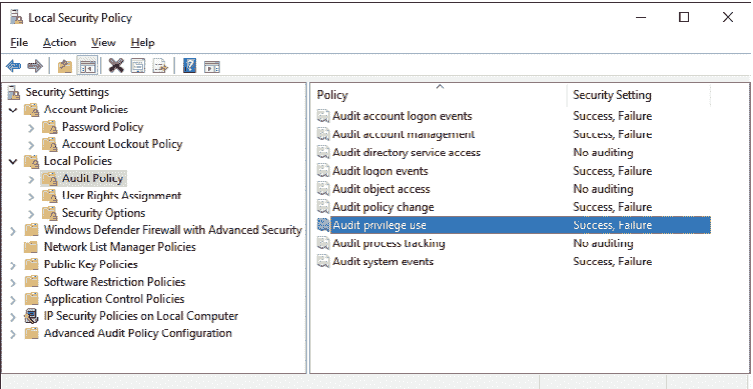 Local Security Policy
File Action View Help
Security Settings
Account Policies
Password Policy
Account Lockout Policy
Local Policies
Audit Policy
User Rights Assignment
Security Options
Windows Defender Firewall with Advanced Security
Network List Manager Policies
Public Key Policies
Software Restriction Policies
Application Control Policies
IP Security Policies on Local Computer
Advanced Audit Policy Configuration
Policy Security Setting
Audit account logon events Success, Failure
Audit account management Success, Failure
Audit directory service access No auditing
Audit logon events Success, Failure
Audit object access No auditing
Audit policy change Success, Failure
Audit privilege use Success, Failure
Audit process tracking No auditing
Audit system events Success, Failure